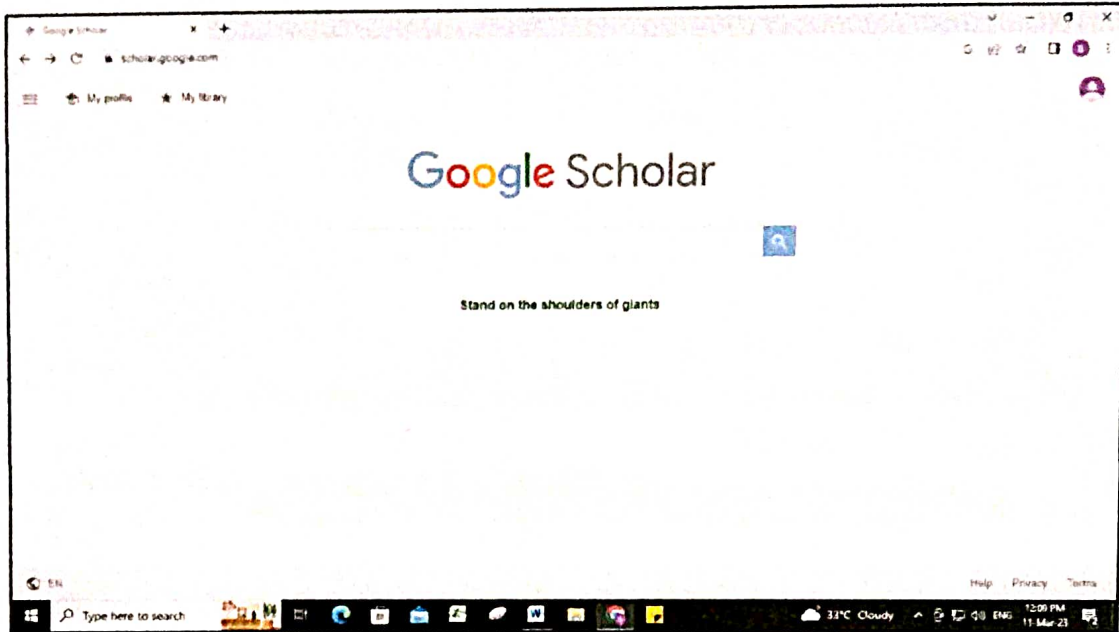 Google Scholar
scholar.google.com
My profile My library
Google Scholar
Stand on the shoulders of giants
EN
Help Privacy Terms
Type here to search
33°C Cloudy ENG 12:09 PM
11-Mar-23